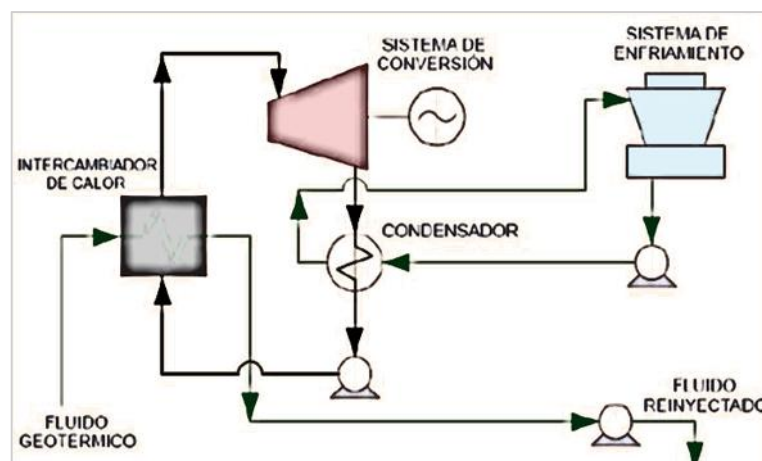 SISTEMA DE
CONVERSIÓN
SISTEMA DE
ENFRIAMIENTO
INTERCAMBIADOR
DE CALOR
CONDENSADOR
FLUIDO
GEOTERMICO
FLUIDO
REINYECTADO